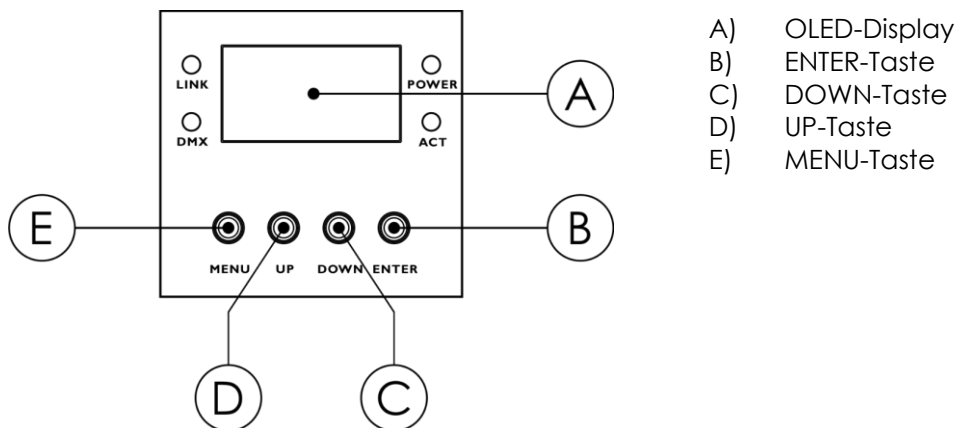 LINK
POWER
DMX
ACT
A
E
B
MENU UP DOWN ENTER
D
C
A) OLED-Display
B) ENTER-Taste
C) DOWN-Taste
D) UP-Taste
E) MENU-Taste